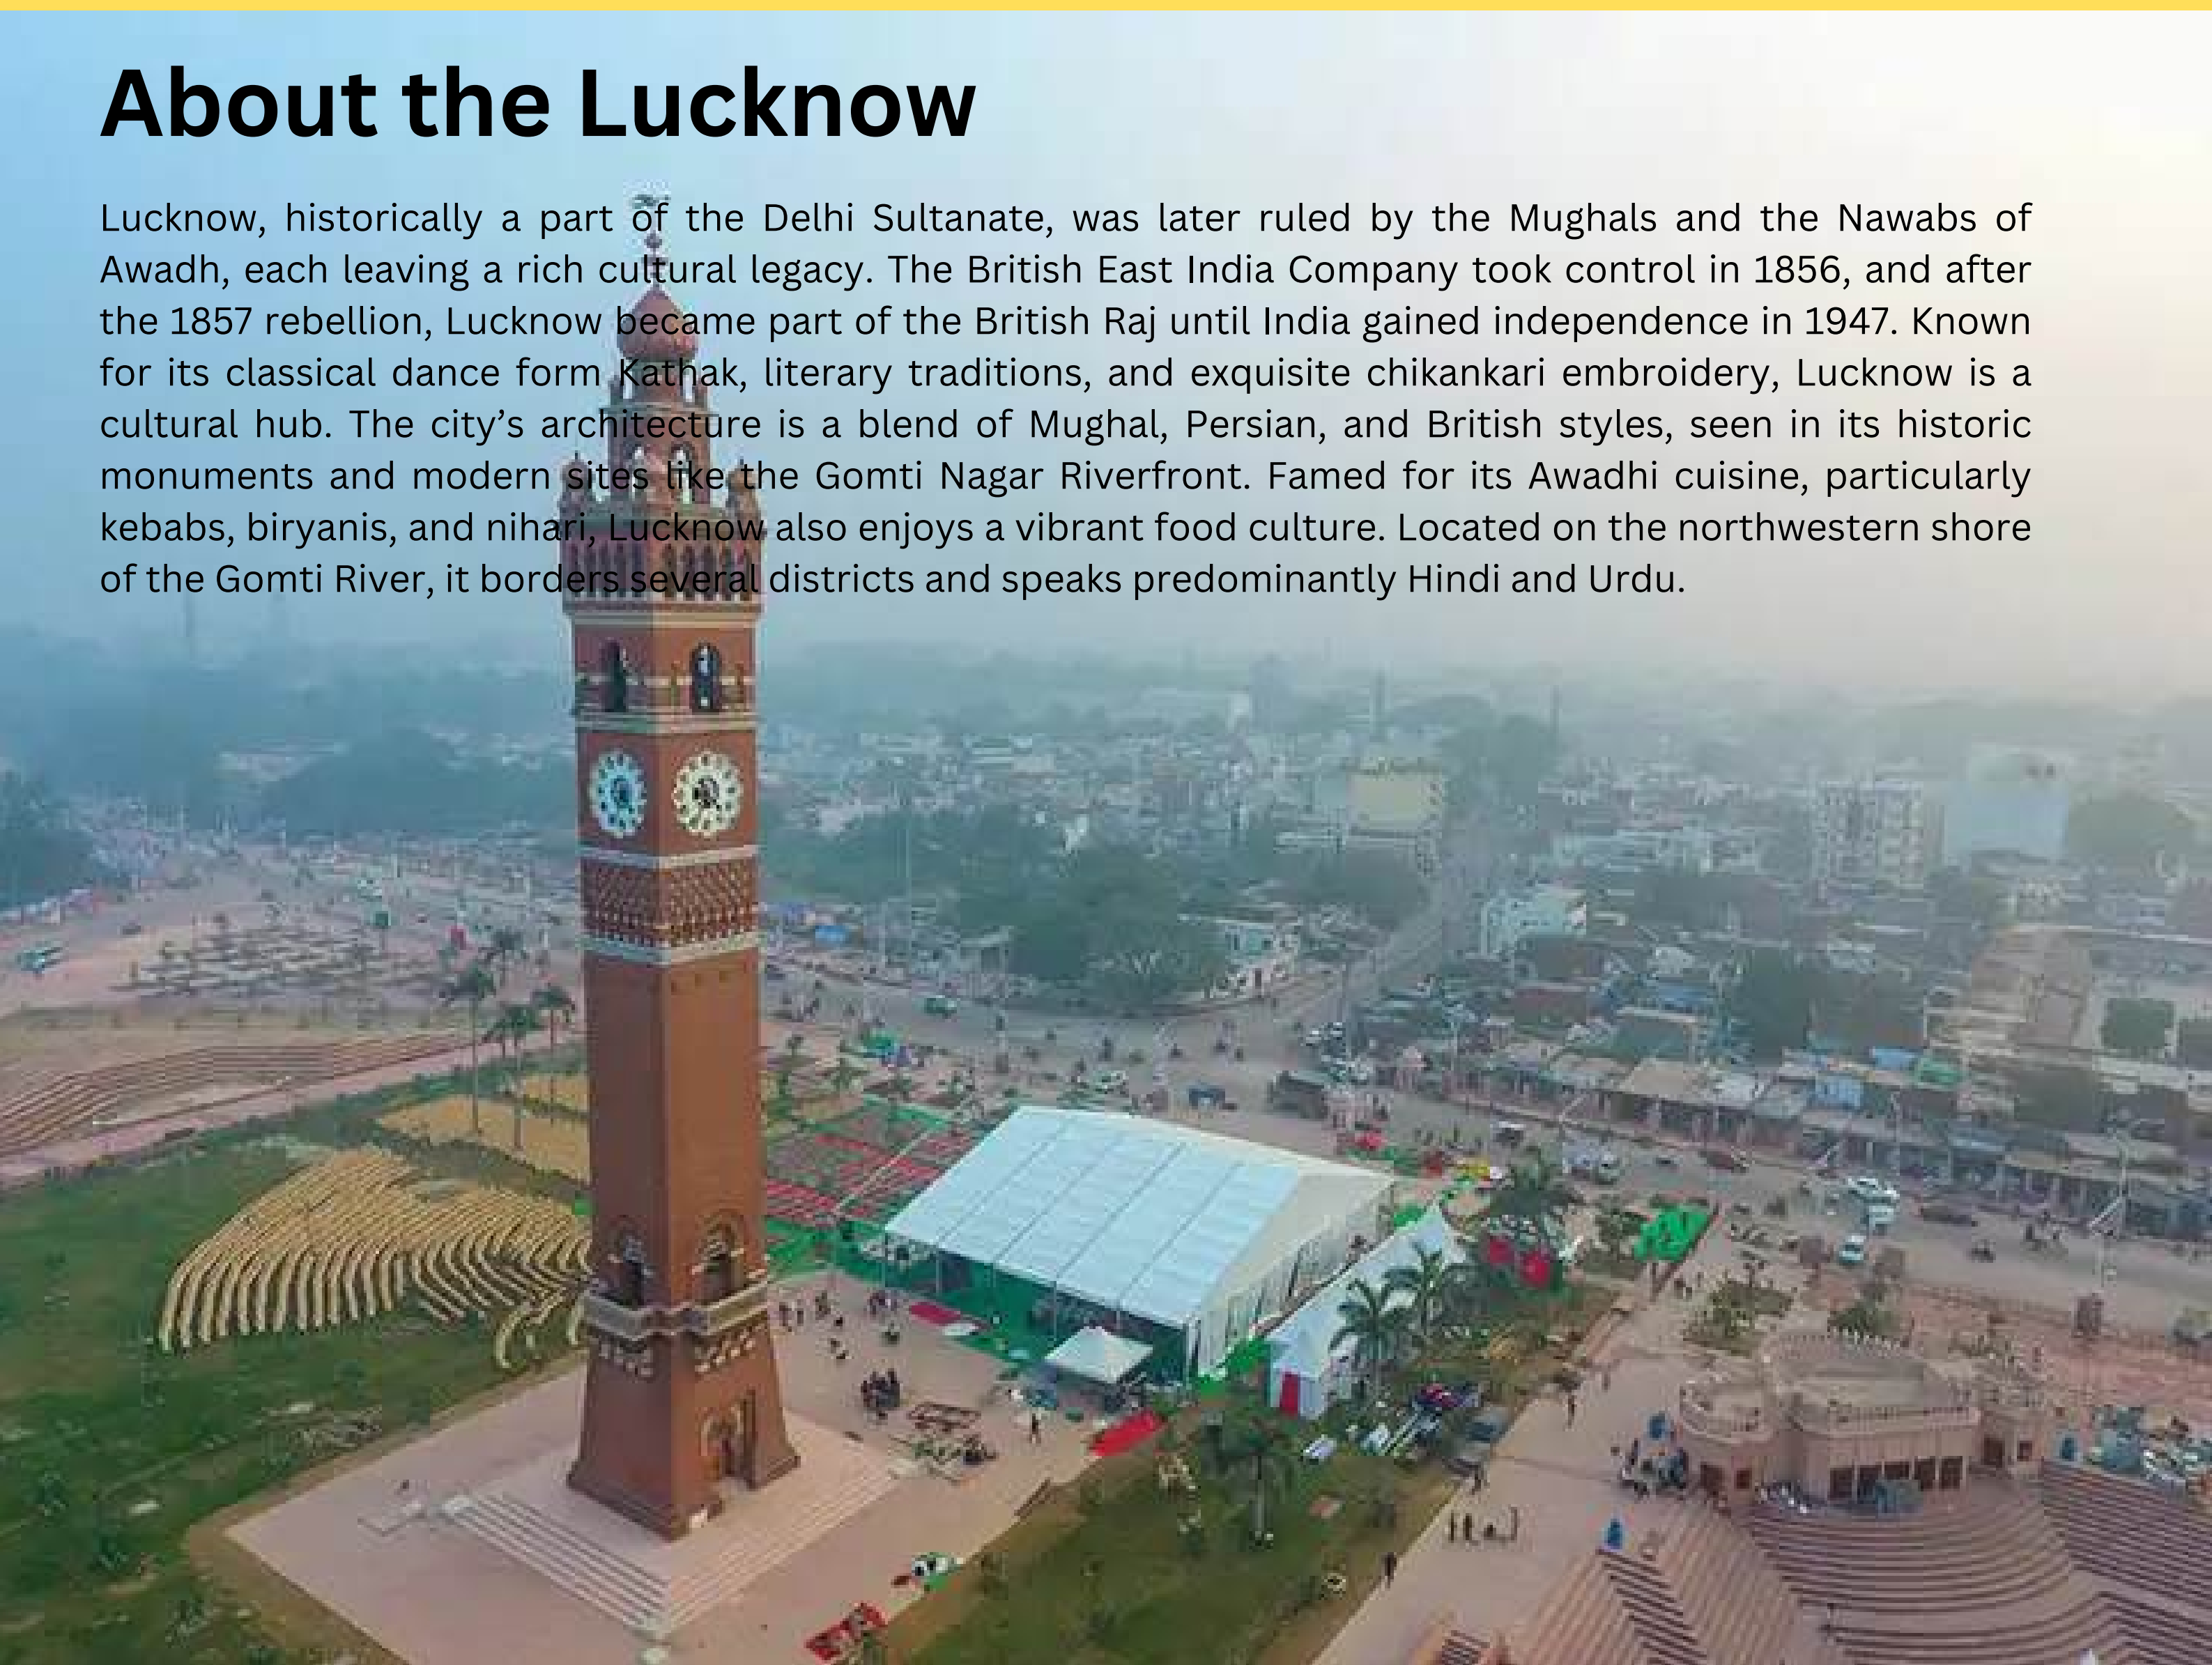 About the Lucknow
Lucknow, historically a part of the Delhi Sultanate, was later ruled by the Mughals and the Nawabs of
Awadh, each leaving a rich cultural legacy. The British East India Company took control in 1856, and after
the 1857 rebellion, Lucknow became part of the British Raj until India gained independence in 1947. Known
for its classical dance form Kathak, literary traditions, and exquisite chikankari embroidery, Lucknow is a
cultural hub. The city’s architecture is a blend of Mughal, Persian, and British styles, seen in its historic
monuments and modern sites like the Gomti Nagar Riverfront. Famed for its Awadhi cuisine, particularly
kebabs, biryanis, and nihari, Lucknow also enjoys a vibrant food culture. Located on the northwestern shore
of the Gomti River, it borders several districts and speaks predominantly Hindi and Urdu.